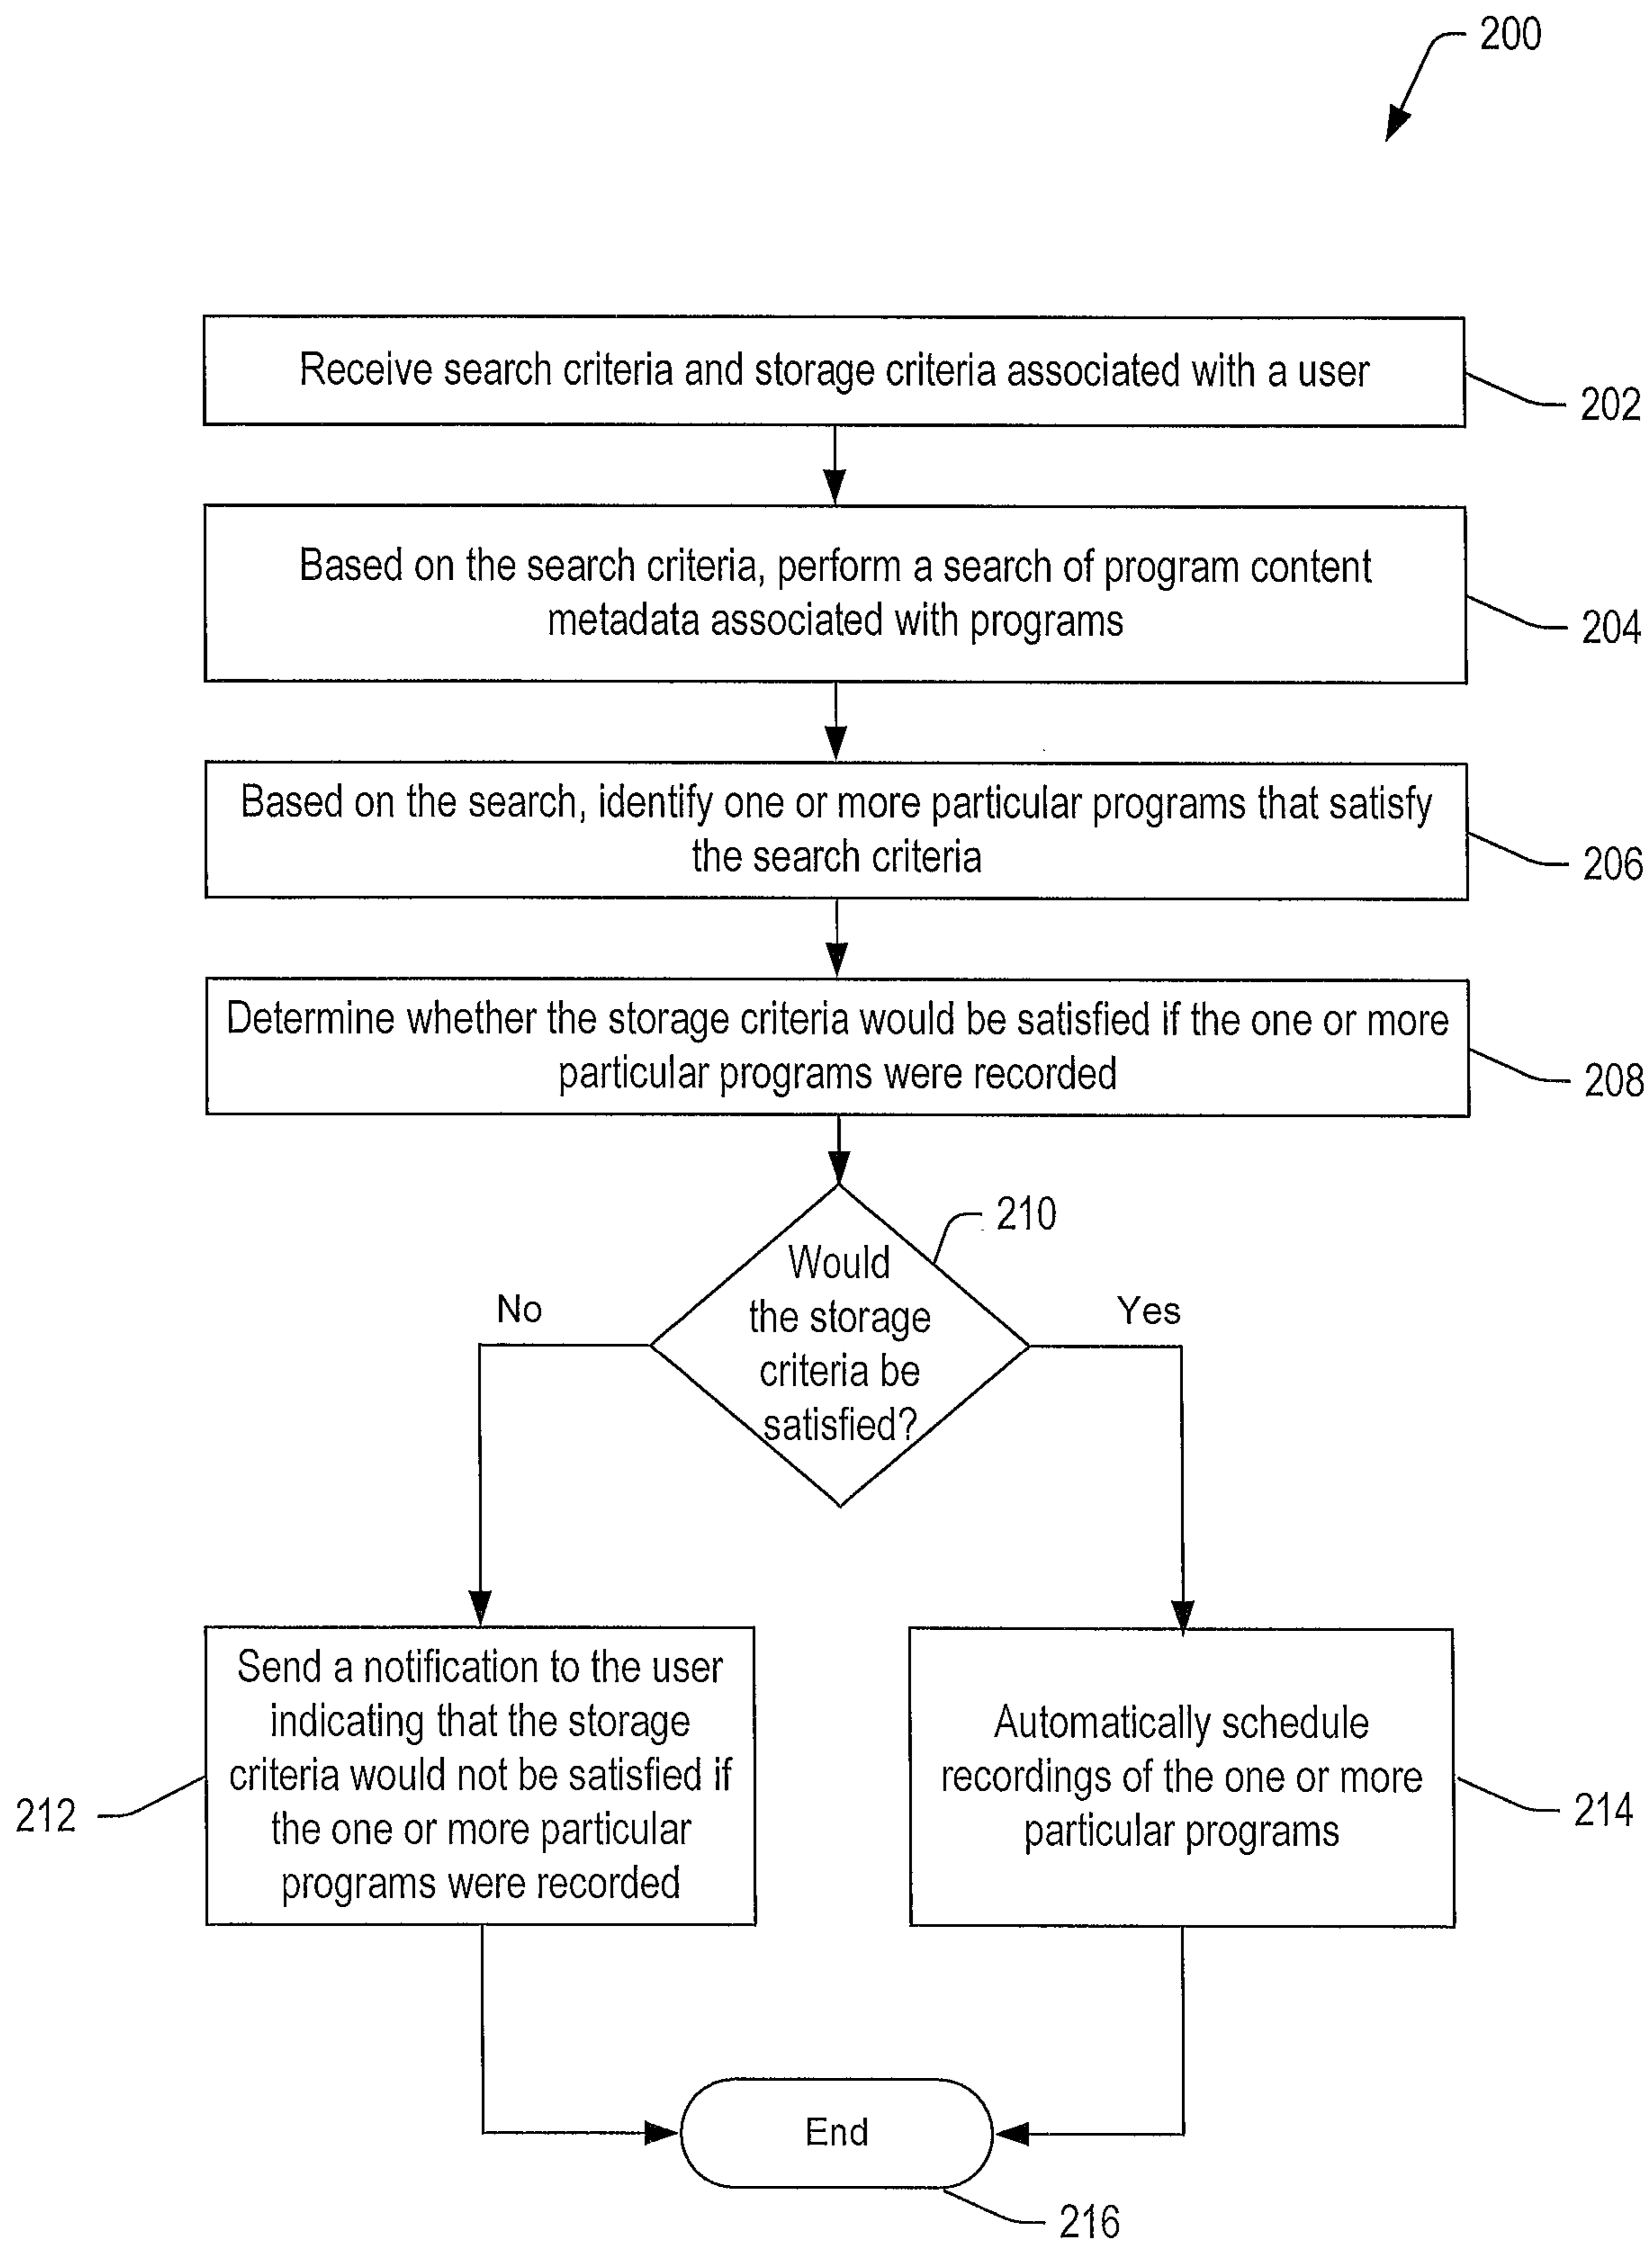 200
Receive search criteria and storage criteria associated with a user
202
Based on the search criteria, perform a search of program content
metadata associated with programs
204
Based on the search, identify one or more particular programs that satisfy
the search criteria
206
Determine whether the storage criteria would be satisfied if the one or more
particular programs were recorded
208
210
Would
the storage
criteria be
satisfied?
No
Yes
Send a notification to the user
indicating that the storage
criteria would not be satisfied if
the one or more particular
programs were recorded
212
Automatically schedule
recordings of the one or more
particular programs
214
End
216